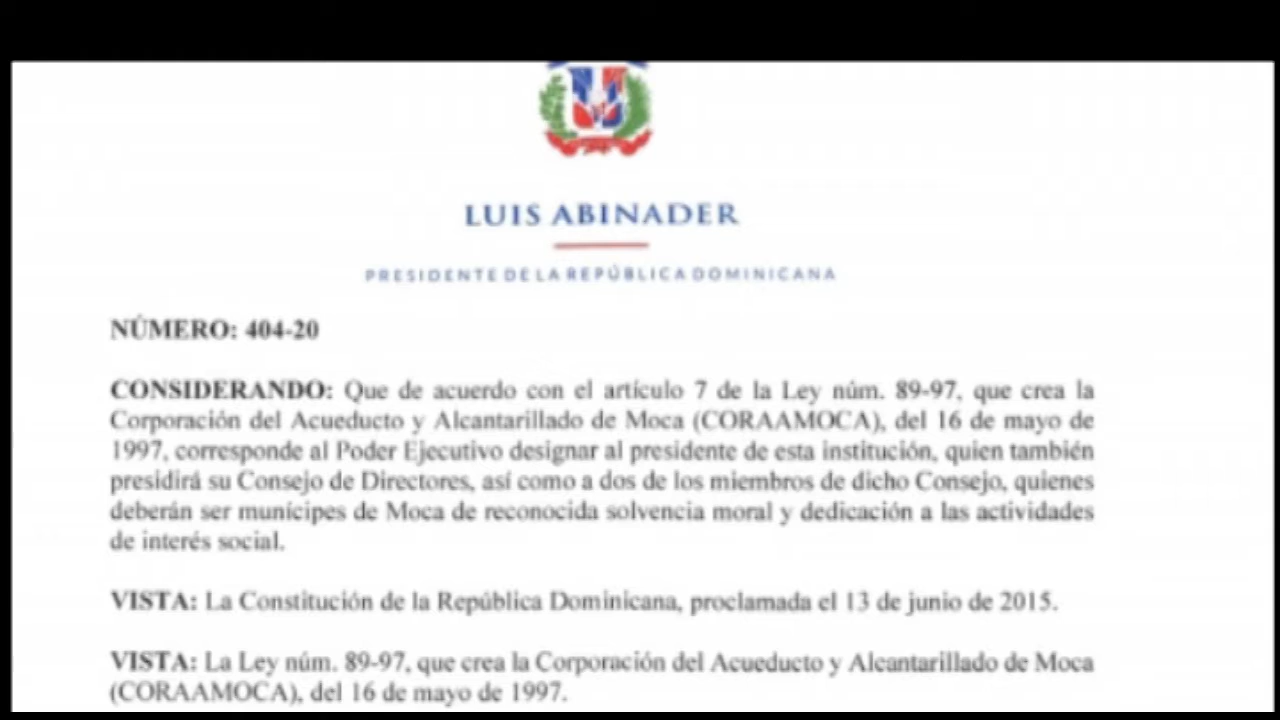 LUIS ABINADER
PRESIDENTE DE LA REPÚBLICA DOMINICANA
NÚMERO: 404-20
CONSIDERANDO: Que de acuerdo con el artículo 7 de la Ley núm. 89-97, que crea la
Corporación del Acueducto y Alcantarillado de Moca (CORAAMOCA), del 16 de mayo de
1997, corresponde al Poder Ejecutivo designar al presidente de esta institución, quien también
presidirá su Consejo de Directores, así como a dos de los miembros de dicho Consejo, quienes
deberán ser munícipes de Moca de reconocida solvencia moral y dedicación a las actividades
de interés social.
VISTA: La Constitución de la República Dominicana, proclamada el 13 de junio de 2015.
VISTA: La Ley núm. 89-97, que crea la Corporación del Acueducto y Alcantarillado de Moca
(CORAAMOCA), del 16 de mayo de 1997.